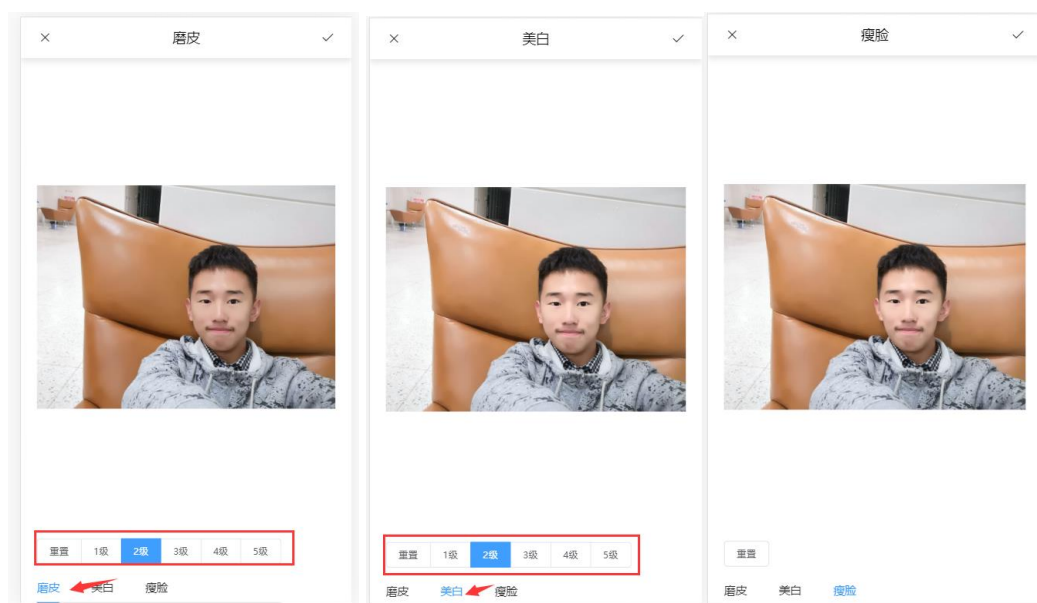 磨皮
重置 1级 2级 3级 4级 5级
磨皮 美白 瘦脸
美白
重置 1级 2级 3级 4级 5级
磨皮 美白 瘦脸
瘦脸
重置
磨皮 美白 瘦脸